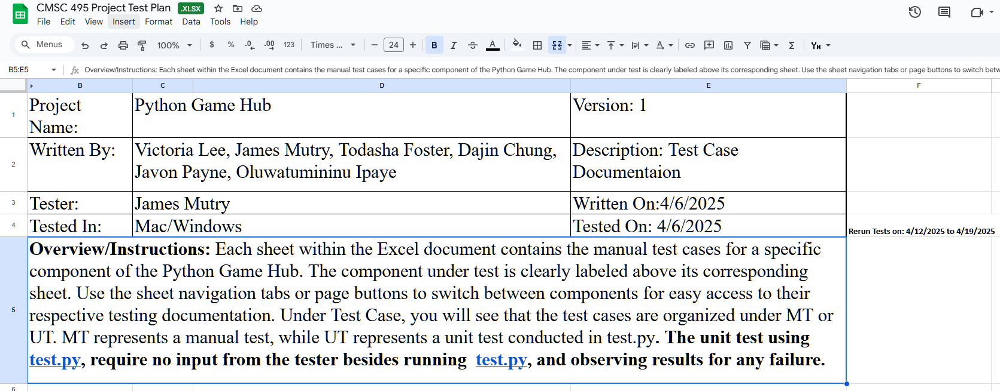 CMSC 495 Project Test Plan .XLSX
File Edit View Insert Format Data Tools Help
Menus 100% $ % .0 .00 123 Times ... 24 B I A
B5:E5 fx Overview/Instructions: Each sheet within the Excel document contains the manual test cases for a specific component of the Python Game Hub. The component under test is clearly labeled above its corresponding sheet. Use the sheet navigation tabs or page buttons to switch betw
B C D E F
1 Project Name: Python Game Hub Version: 1
2 Written By: Victoria Lee, James Mutry, Todasha Foster, Dajin Chung, Description: Test Case
Javon Payne, Oluwatumininu Ipaye Documentaion
3 Tester: James Mutry Written On:4/6/2025
4 Tested In: Mac/Windows Tested On: 4/6/2025 Rerun Tests on: 4/12/2025 to 4/19/2025
Overview/Instructions: Each sheet within the Excel document contains the manual test cases for a specific
component of the Python Game Hub. The component under test is clearly labeled above its corresponding
sheet. Use the sheet navigation tabs or page buttons to switch between components for easy access to their
5 respective testing documentation. Under Test Case, you will see that the test cases are organized under MT or
UT. MT represents a manual test, while UT represents a unit test conducted in test.py. The unit test using
test.py, require no input from the tester besides running test.py, and observing results for any failure.
6